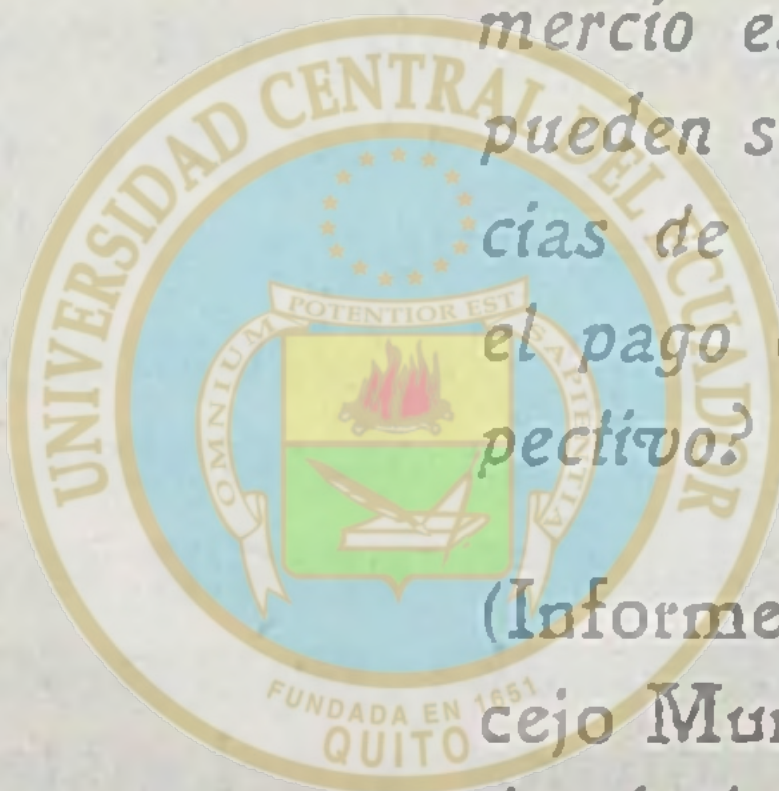 mercio
pueden
cias de
el pago
pectivo?
(Informe
cejo
UNIVERSIDAD CENTRAL DEL ECUADOR
OMNIUM POTENTIOR EST SAPIENTIA
FUNDADA EN 1651
QUITO